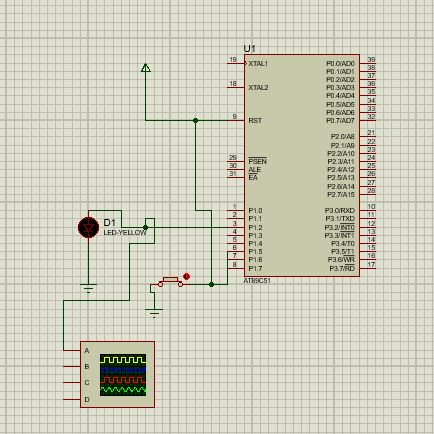 U1
19 XTAL1 P0.0/AD0 39
P0.1/AD1 38
P0.2/AD2 37
18 XTAL2 P0.3/AD3 36
P0.4/AD4 35
P0.5/AD5 34
P0.6/AD6 33
9 RST P0.7/AD7 32
P2.0/A8 21
P2.1/A9 22
P2.2/A10 23
29 PSEN P2.3/A11 24
30 ALE P2.4/A12 25
31 EA P2.5/A13 26
P2.6/A14 27
P2.7/A15 28
1 P1.0 P3.0/RXD 10
2 P1.1 P3.1/TXD 11
3 P1.2 P3.2/INT0 12
4 P1.3 P3.3/INT1 13
5 P1.4 P3.4/T0 14
6 P1.5 P3.5/T1 15
7 P1.6 P3.6/WR 16
8 P1.7 P3.7/RD 17
AT89C51
D1
LED-YELLOW
A
B
C
D